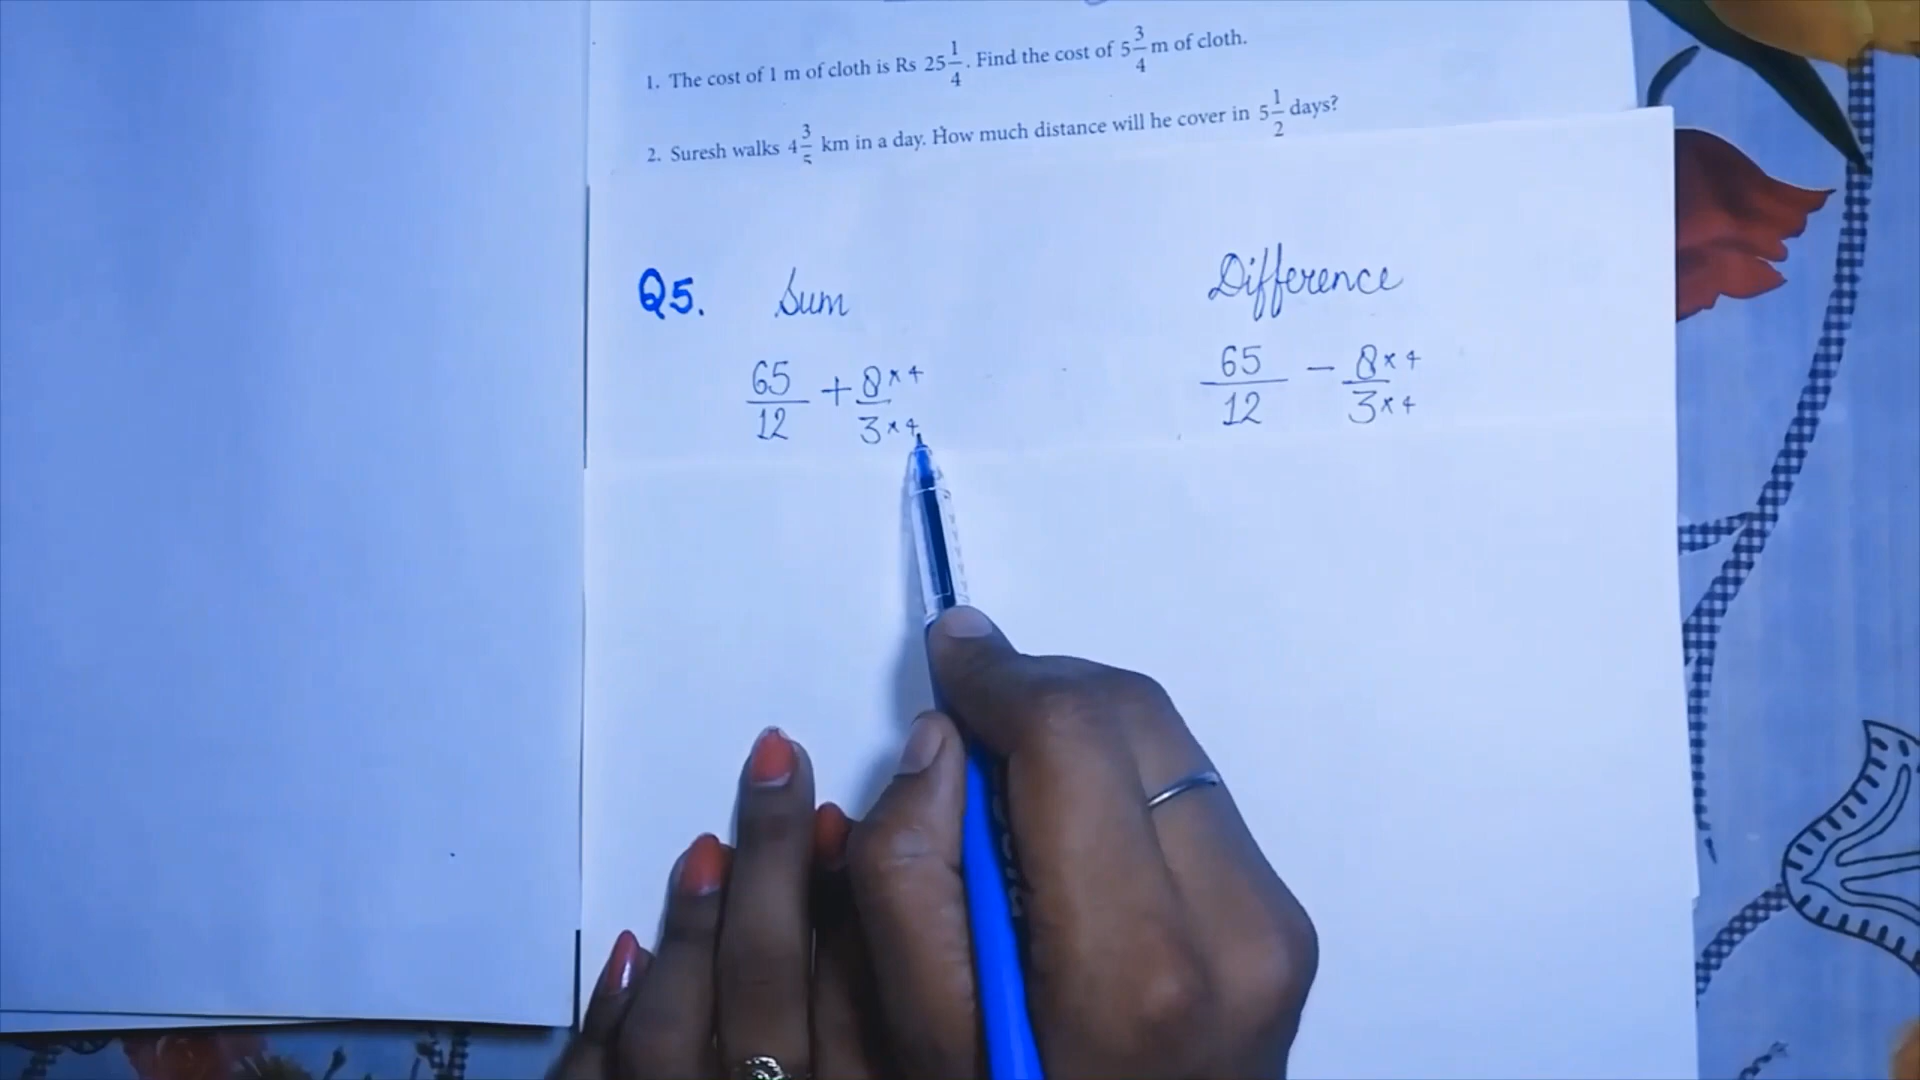 1. The cost of 1 m of cloth is Rs 25 1/4. Find the cost of 5 3/4 m of cloth.
2. Suresh walks 4 3/5 km in a day. How much distance will he cover in 5 1/2 days?
Q5. Sum
65/12 + 8×4/3×4
Difference
65/12 - 8×4/3×4